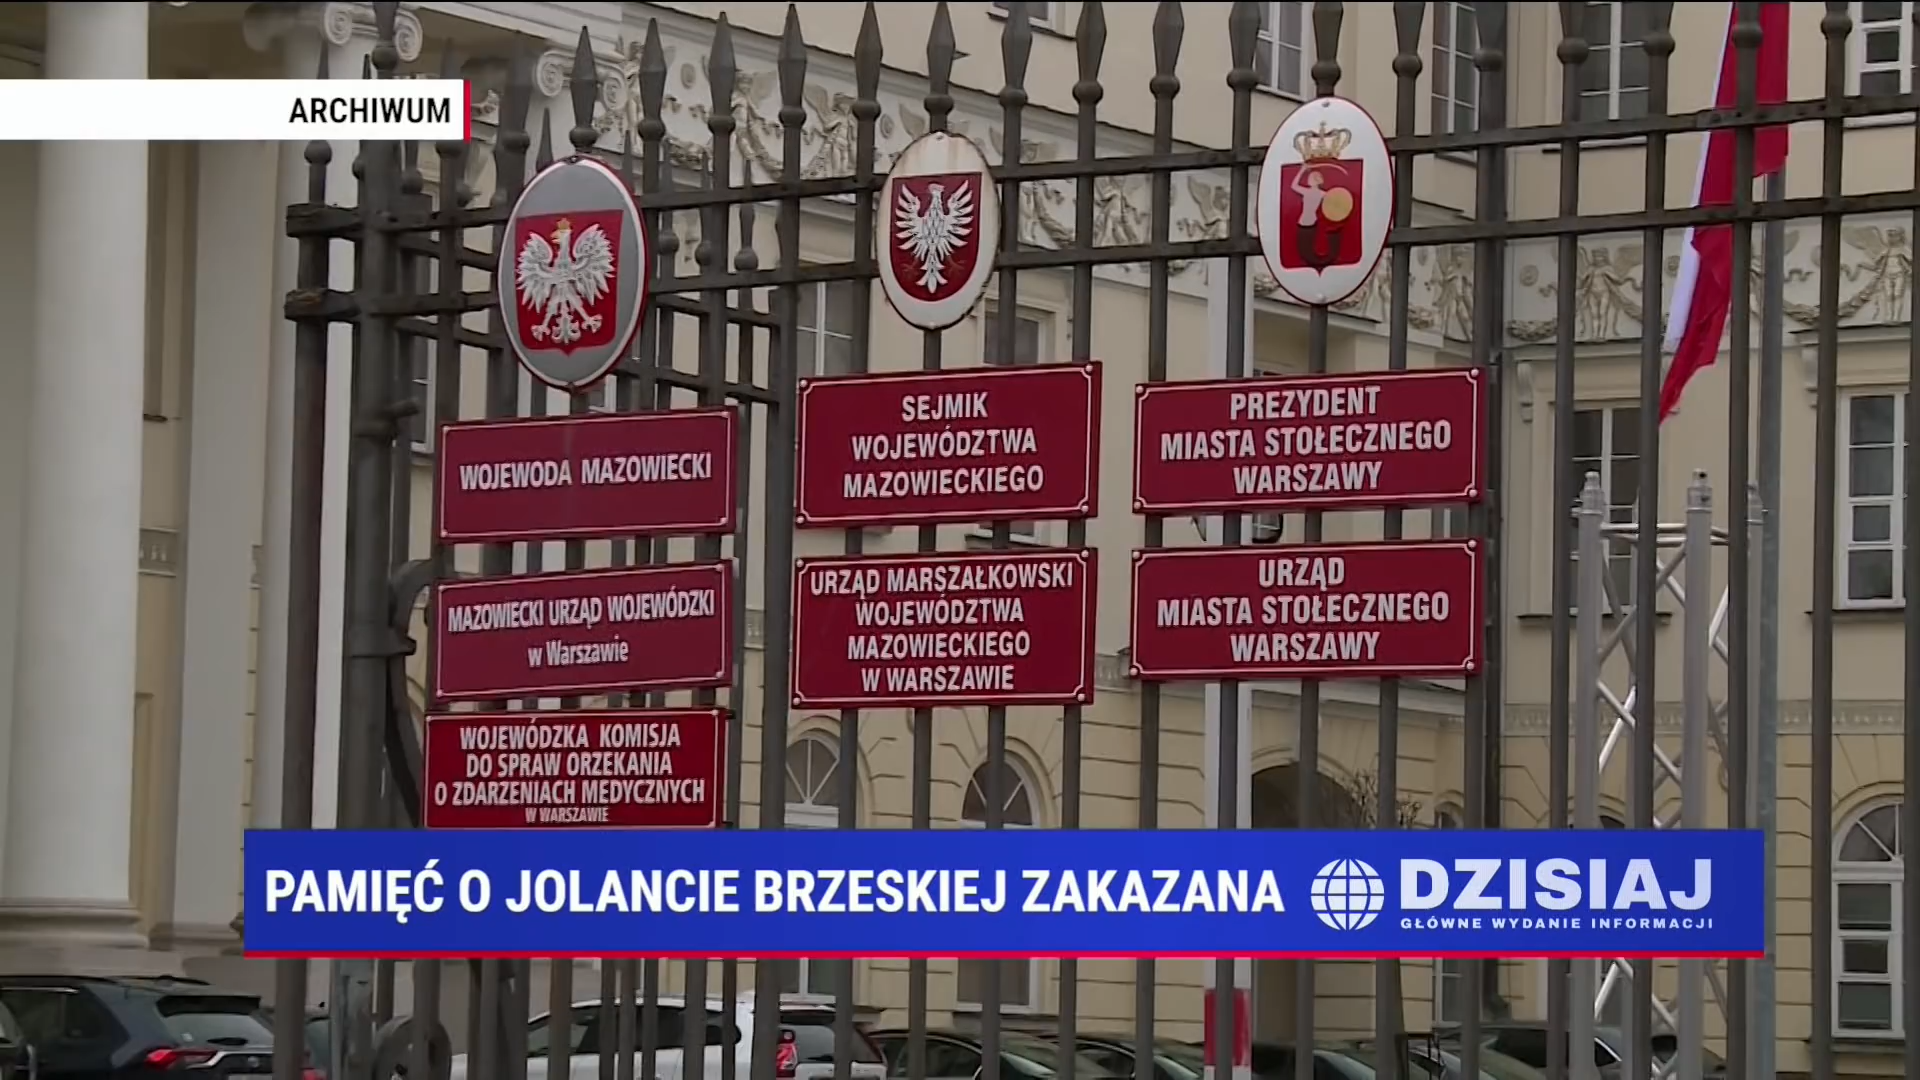 ARCHIWUM
WOJEWODA MAZOWIECKI
MAZOWIECKI URZĄD WOJEWÓDZKI
w Warszawie
WOJEWÓDZKA KOMISJA
DO SPRAW ORZEKANIA
O ZDARZENIACH MEDYCZNYCH
W WARSZAWIE
SEJMIK
WOJEWÓDZTWA
MAZOWIECKIEGO
URZĄD MARSZAŁKOWSKI
WOJEWÓDZTWA
MAZOWIECKIEGO
W WARSZAWIE
PREZYDENT
MIASTA STOŁECZNEGO
WARSZAWY
URZĄD
MIASTA STOŁECZNEGO
WARSZAWY
PAMIĘĆ O JOLANCIE BRZESKIEJ ZAKAZANA
DZISIAJ
GŁÓWNE WYDANIE INFORMACJI